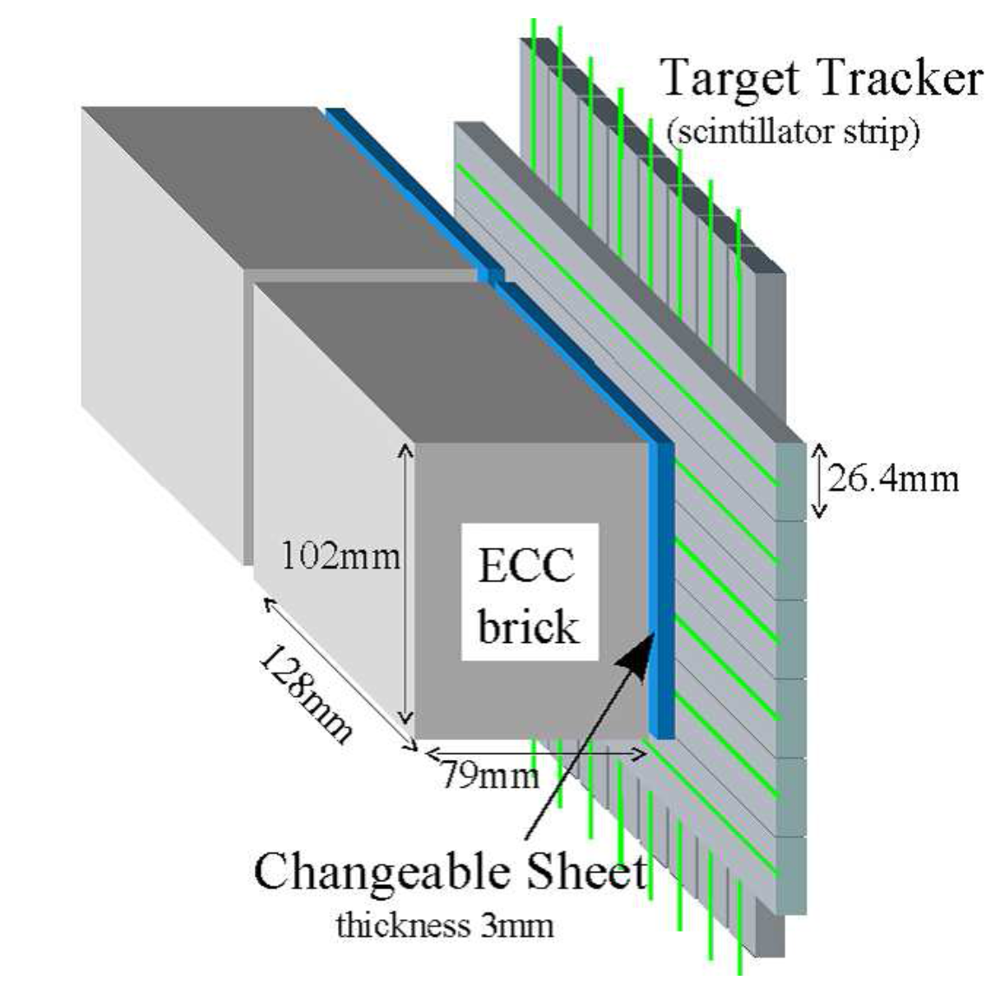 Target Tracker
(scintillator strip)
26.4mm
102mm
ECC
brick
128mm
79mm
Changeable Sheet
thickness 3mm